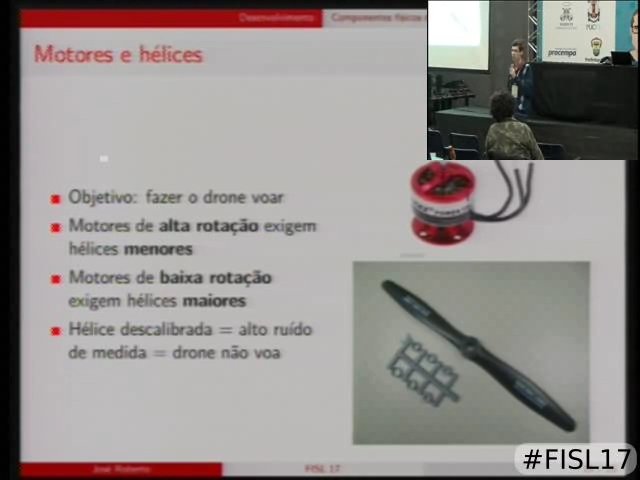 Desenvolvimento
Componentes físicos
Motores e hélices
Objetivo: fazer o drone voar
Motores de alta rotação exigem
hélices menores
Motores de baixa rotação
exigem hélices maiores
Hélice descalibrada = alto ruído
de medida = drone não voa
procempa
José Roberto
FISL 17
#FISL17